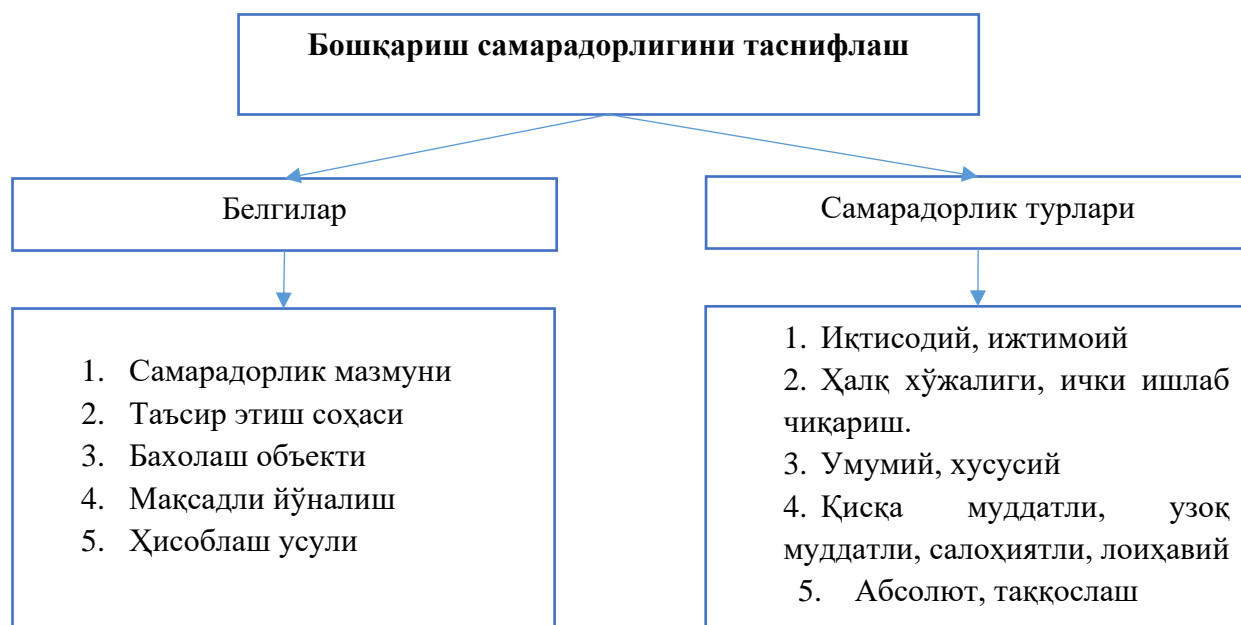 Бошқариш самарадорлигини таснифлаш
Белгилар
Самарадорлик турлари
1. Самарадорлик мазмуни
2. Таъсир этиш соҳаси
3. Бахолаш объекти
4. Мақсадли йўналиш
5. Ҳисоблаш усули
1. Иқтисодий, ижтимоий
2. Ҳалқ хўжалиги, ички ишлаб
чиқариш.
3. Умумий, хусусий
4. Қисқа муддатли, узоқ
муддатли, салоҳиятли, лоиҳавий
5. Абсолют, таққослаш